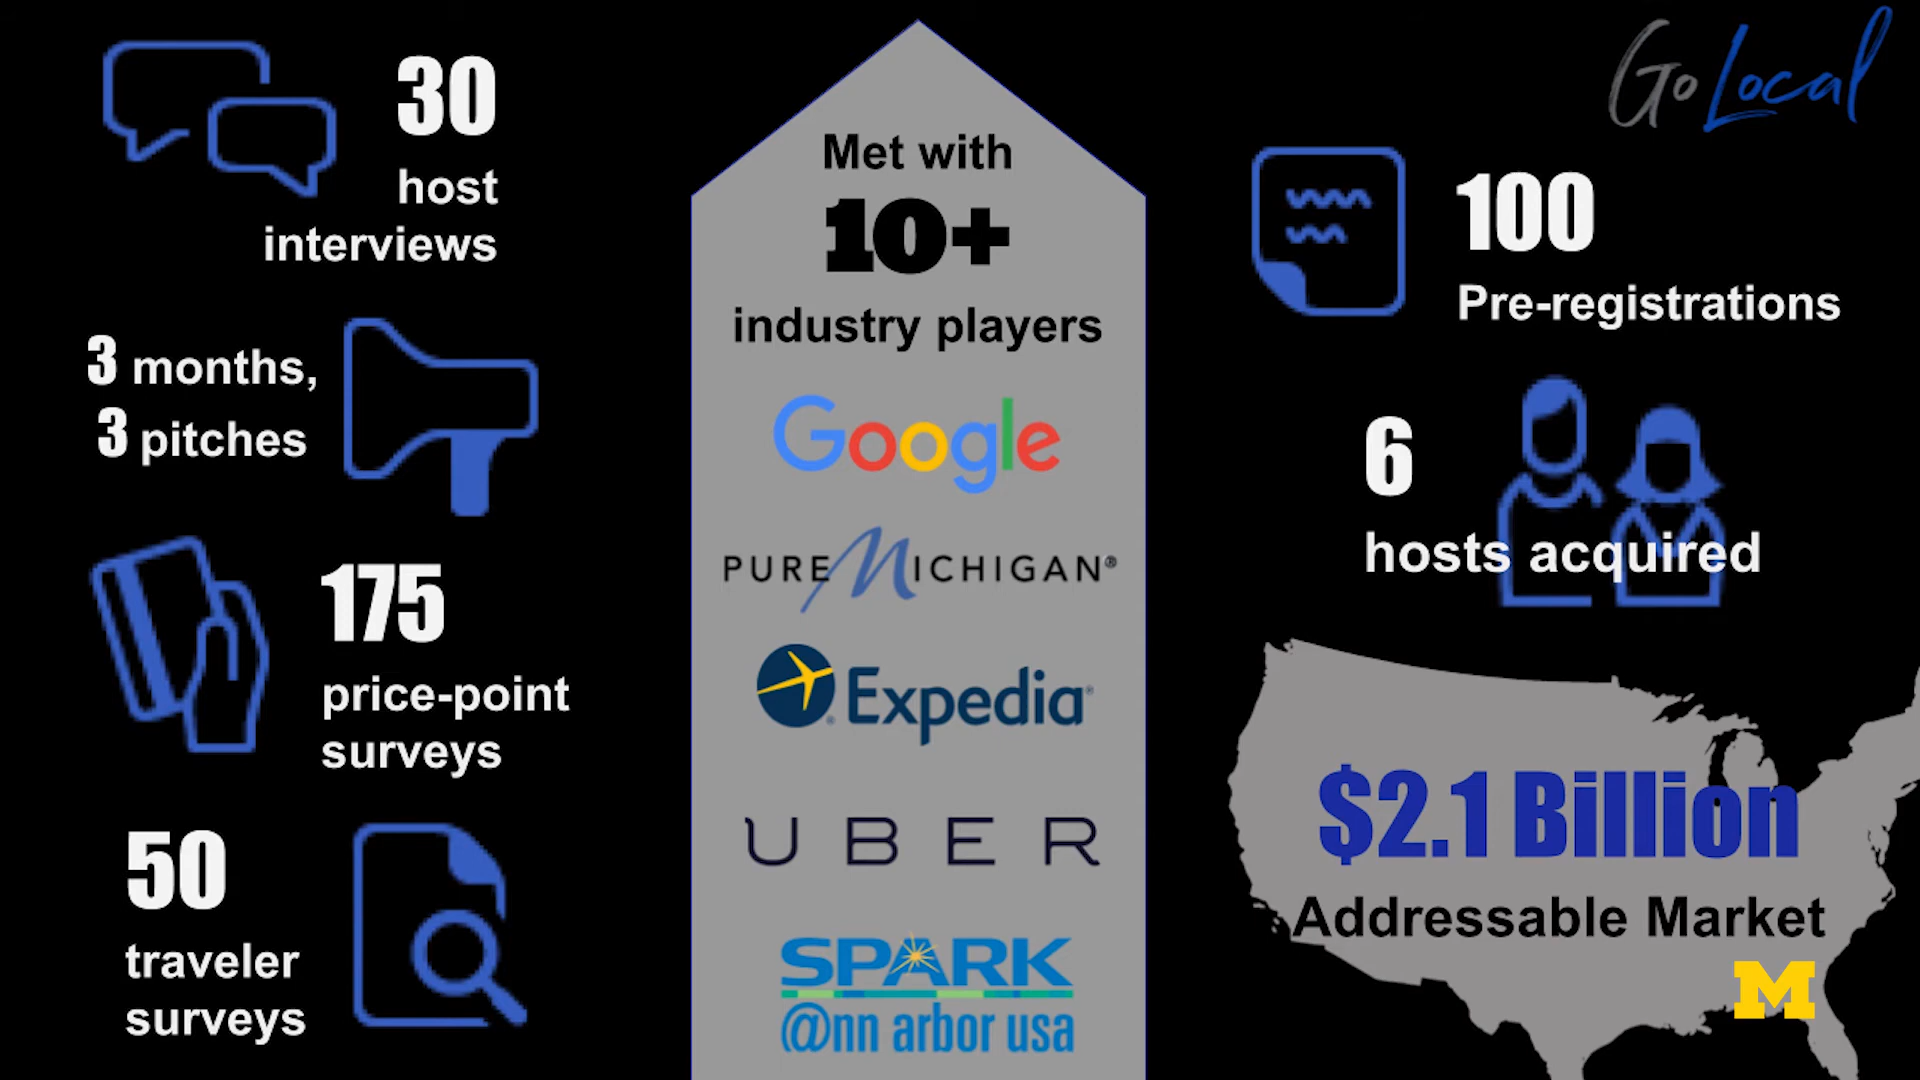 30
host
interviews
3 months,
3 pitches
175
price-point
surveys
50
traveler
surveys
Met with
10+
industry players
Google
PURE MICHIGAN®
Expedia®
UBER
SPARK
@nn arbor usa
Go Local
100
Pre-registrations
6
hosts acquired
$2.1 Billion
Addressable Market
M